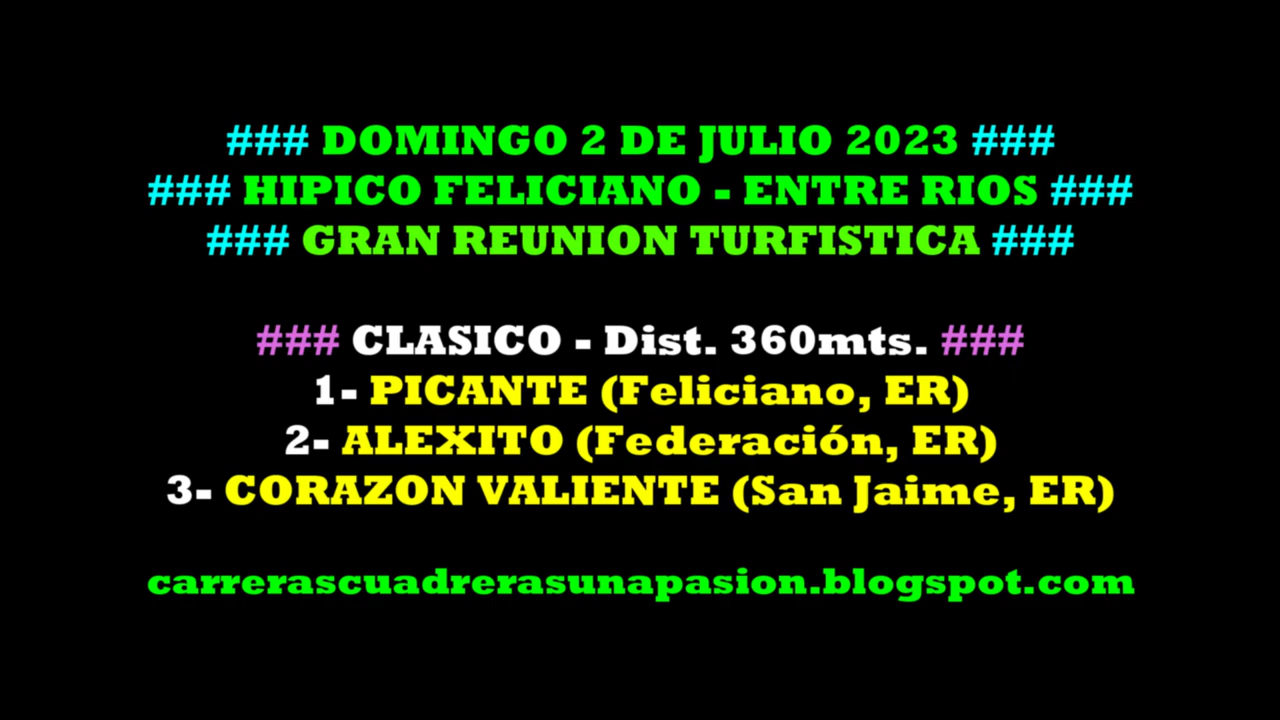 ### DOMINGO 2 DE JULIO 2023 ###
### HIPICO FELICIANO - ENTRE RIOS ###
### GRAN REUNION TURFISTICA ###
### CLASICO - Dist. 360mts. ###
1- PICANTE (Feliciano, ER)
2- ALEXITO (Federación, ER)
3- CORAZON VALIENTE (San Jaime, ER)
carrerascuadrerasunapasion.blogspot.com